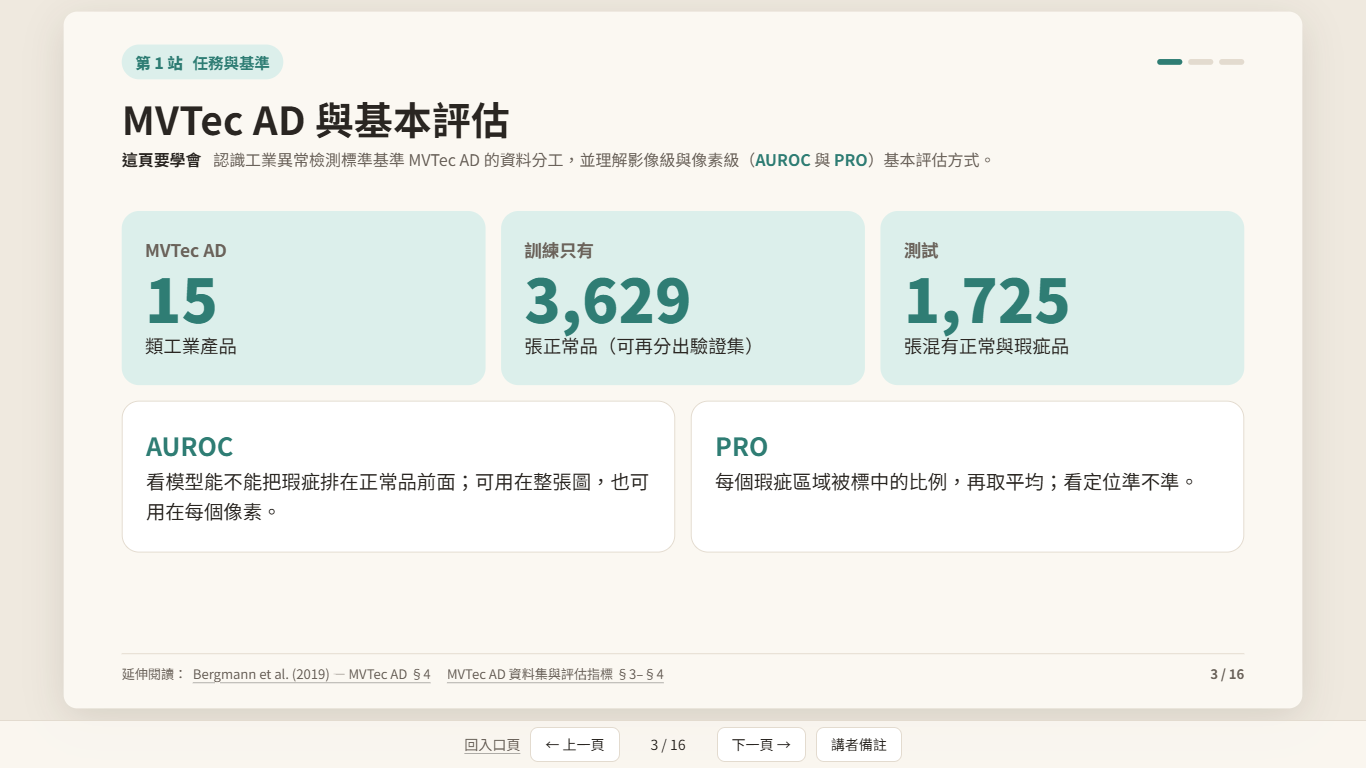 第 1 站 任務與基準
MVTec AD 與基本評估
這頁要學會 認識工業異常檢測標準基準 MVTec AD 的資料分工，並理解影像級與像素級（AUROC 與 PRO）基本評估方式。
MVTec AD
15
類工業產品
訓練只有
3,629
張正常品（可再分出驗證集）
測試
1,725
張混有正常與瑕疵品
AUROC
看模型能不能把瑕疵排在正常品前面；可用在整張圖，也可
用在每個像素。
PRO
每個瑕疵區域被標中的比例，再取平均；看定位準不準。
延伸閱讀： Bergmann et al. (2019) — MVTec AD §4 MVTec AD 資料集與評估指標 §3–§4
3 / 16
回入口頁 ← 上一頁 3 / 16 下一頁 → 講者備註